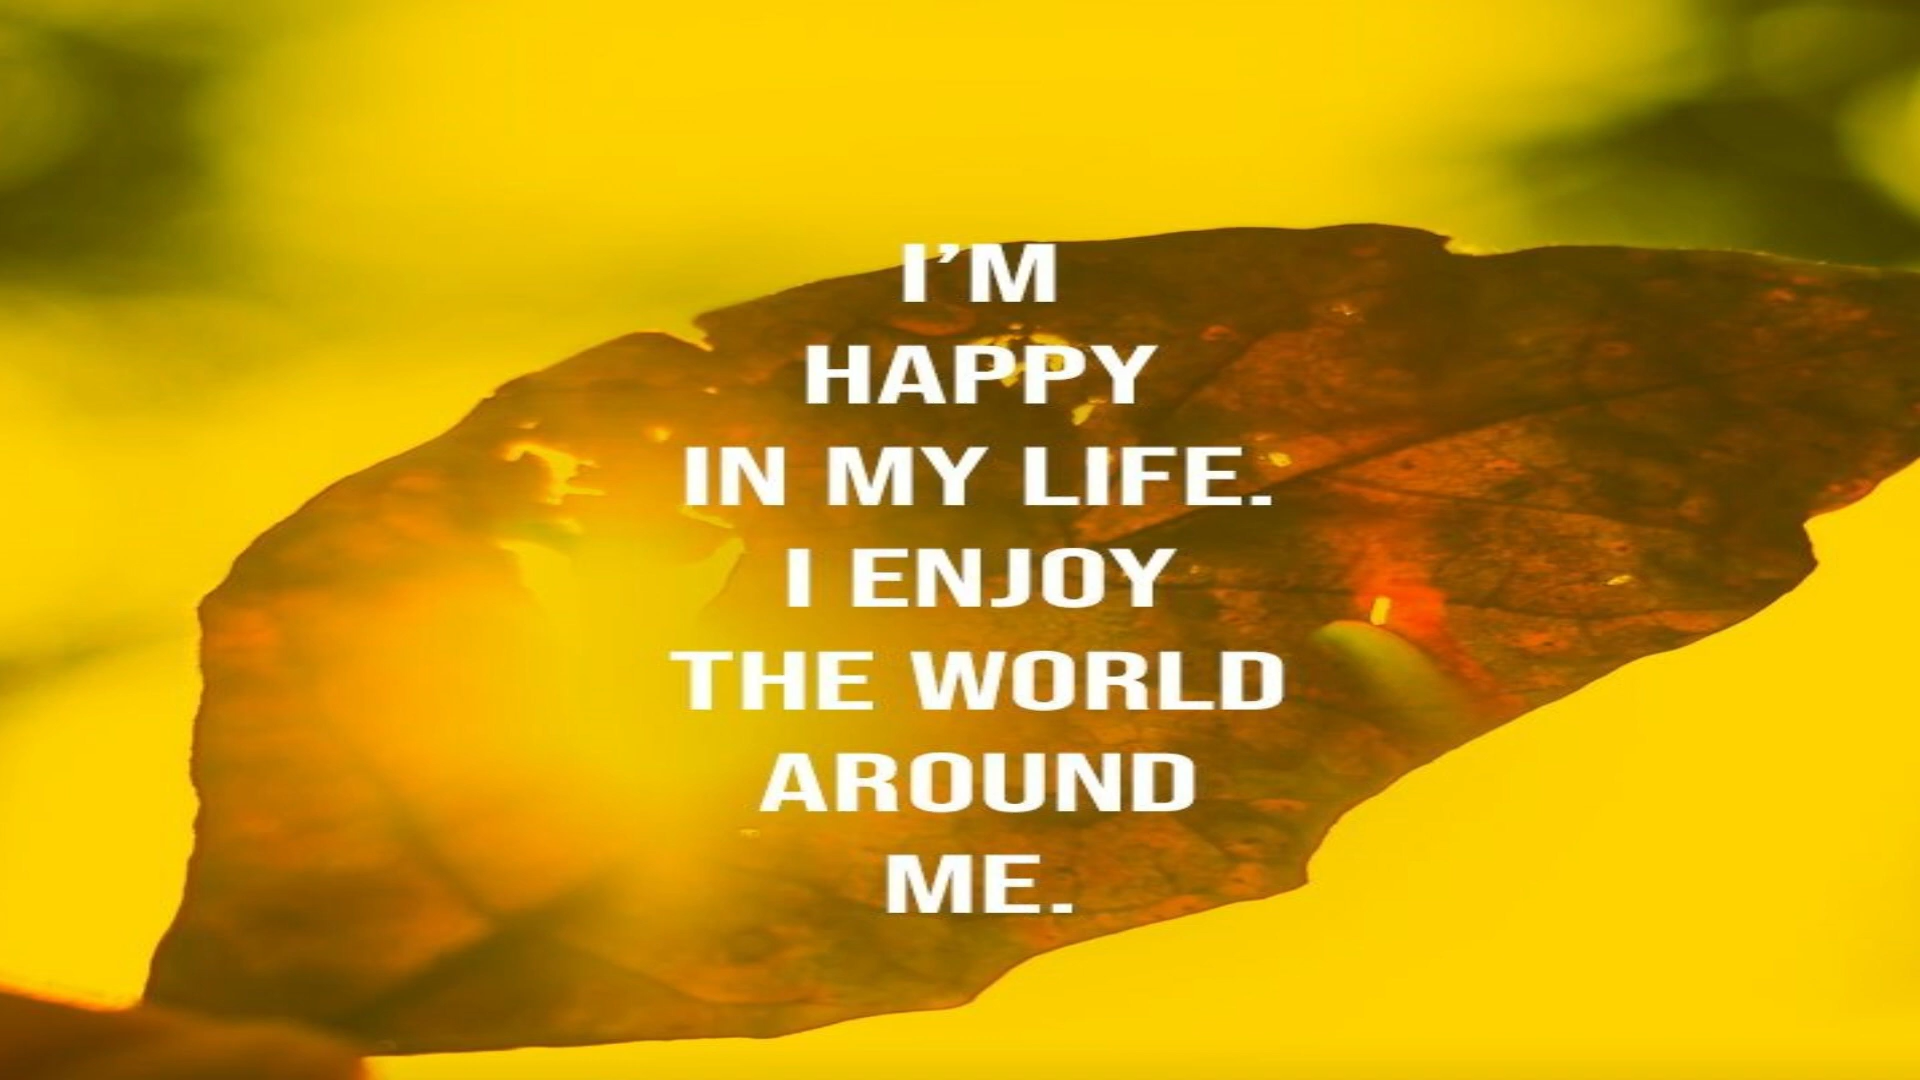 I'M
HAPPY
IN MY LIFE.
I ENJOY
THE WORLD
AROUND
ME.